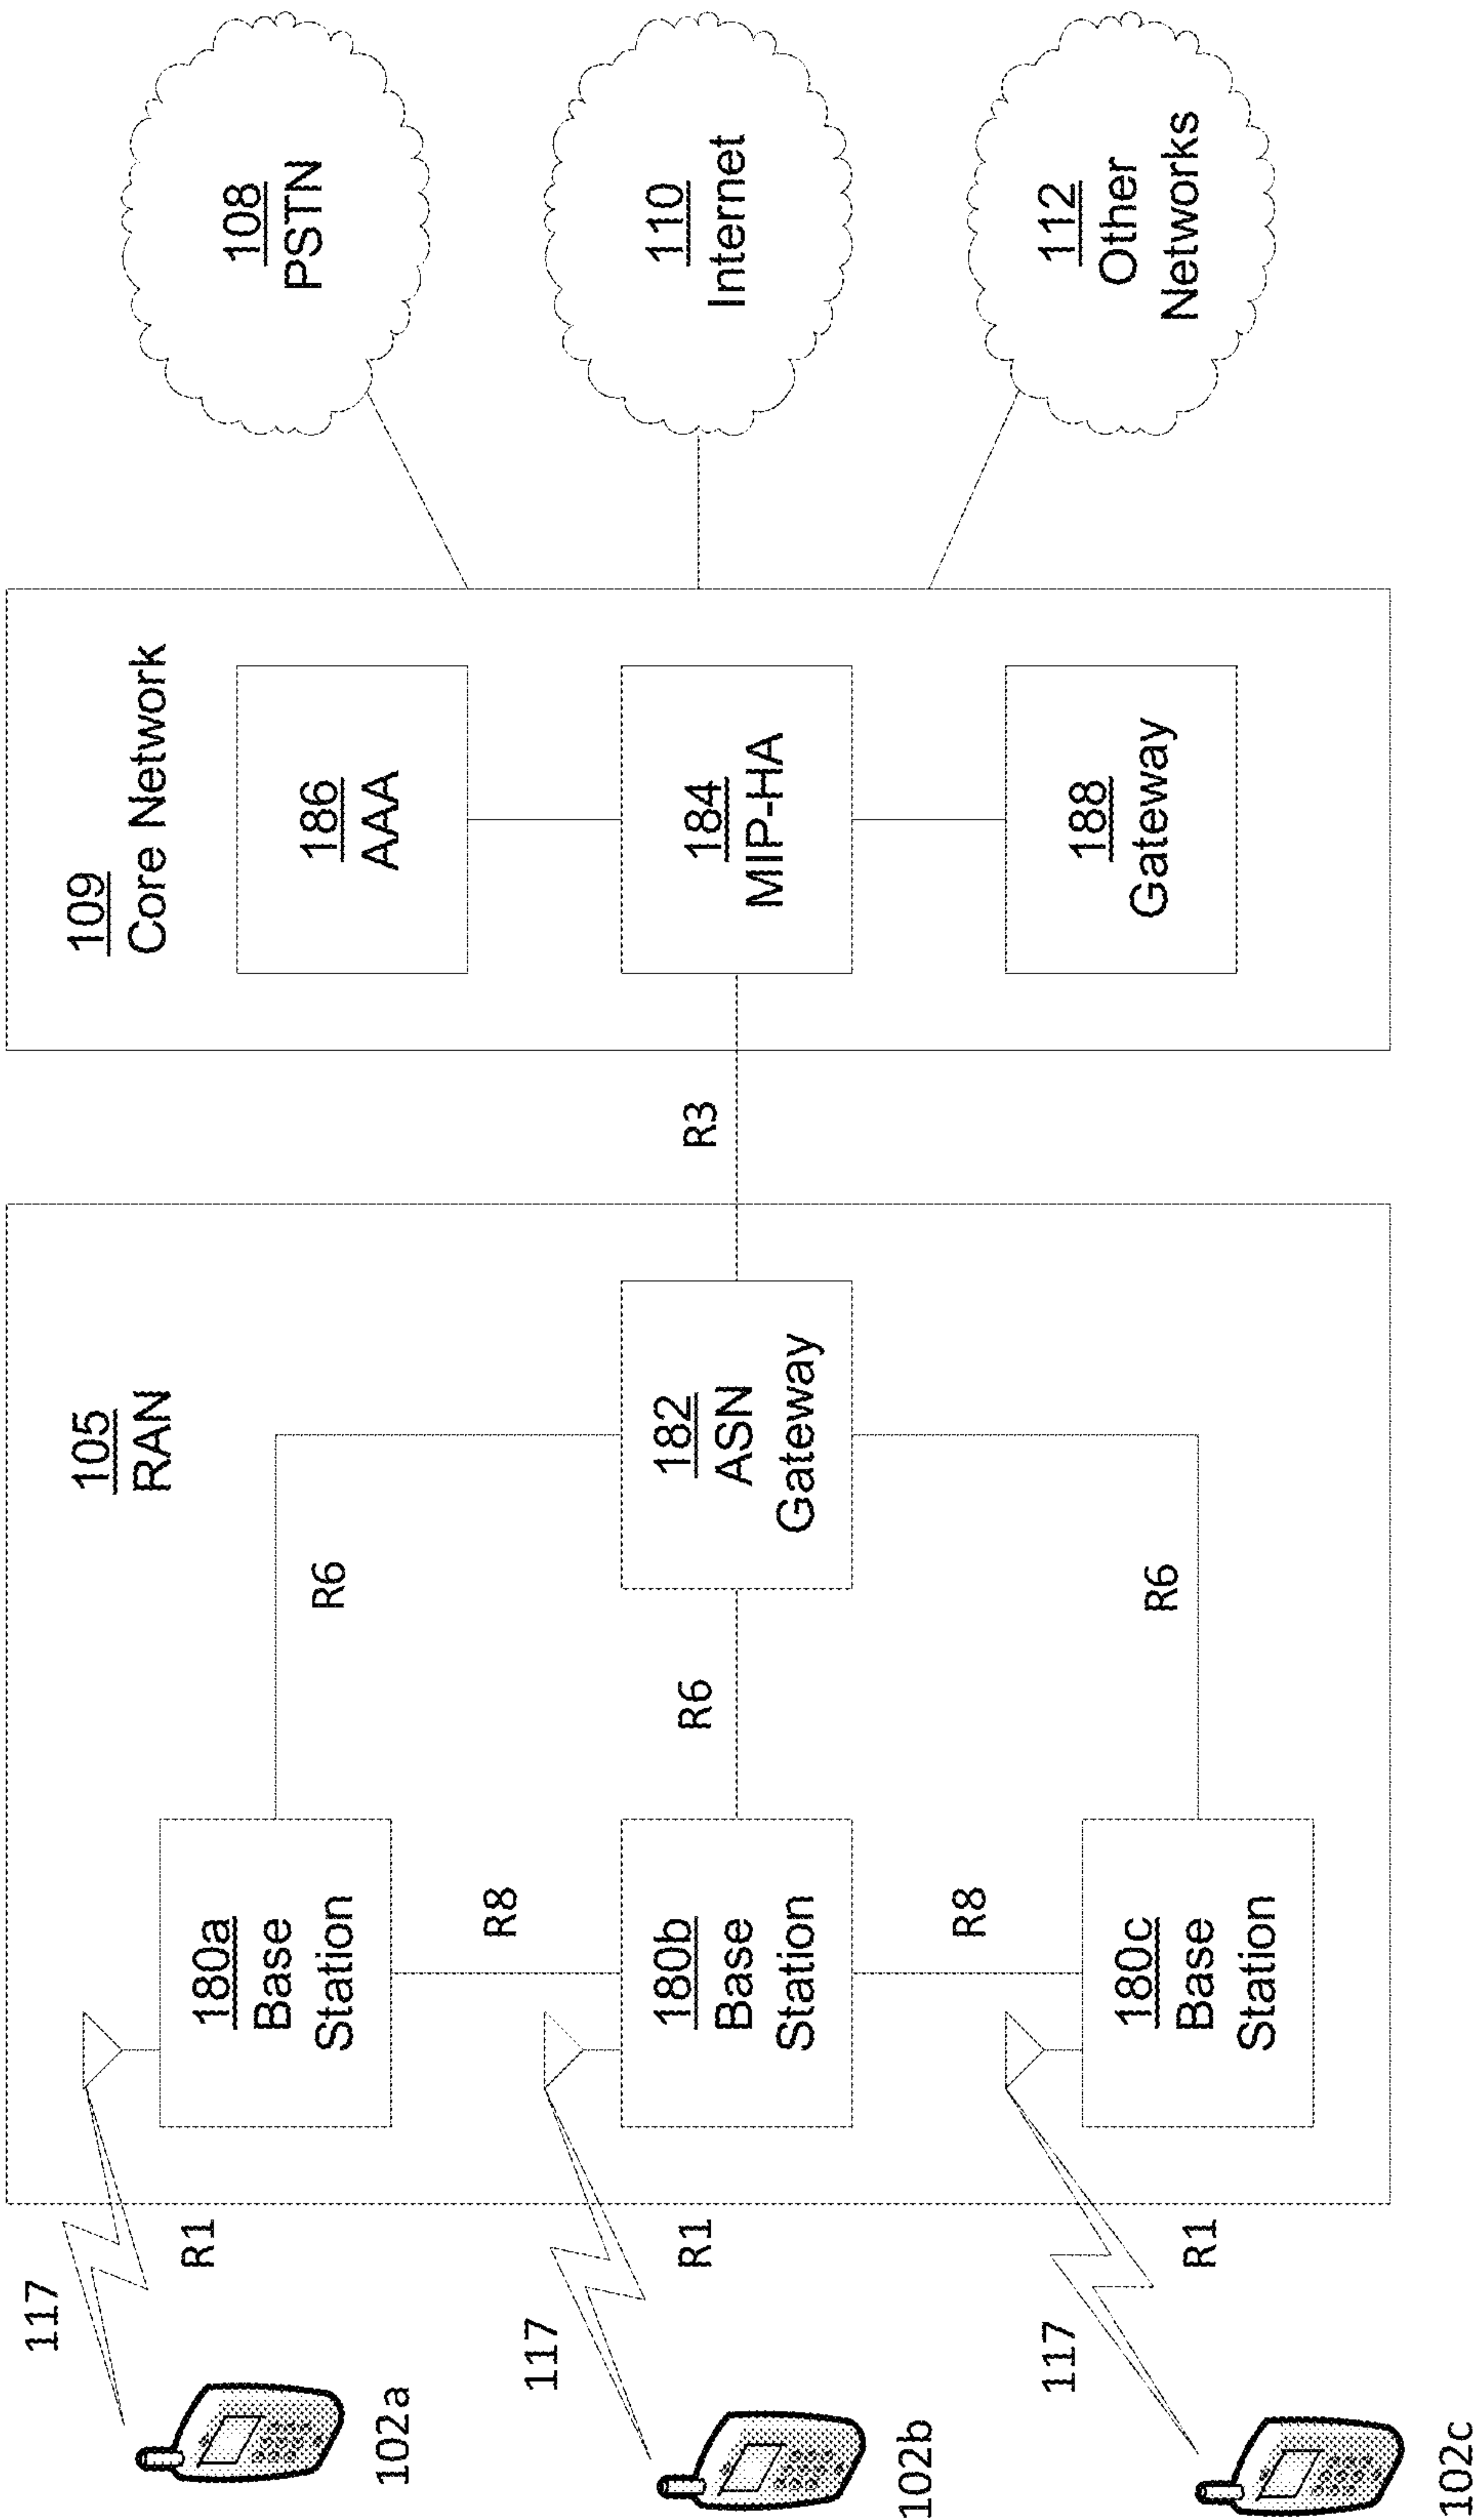 117
R1
102a
117
R1
102b
117
R1
102c
105
RAN
180a
Base
Station
R8
180b
Base
Station
R8
180c
Base
Station
R6
R6
R6
182
ASN
Gateway
R3
109
Core Network
186
AAA
184
MIP-HA
188
Gateway
108
PSTN
110
Internet
112
Other
Networks